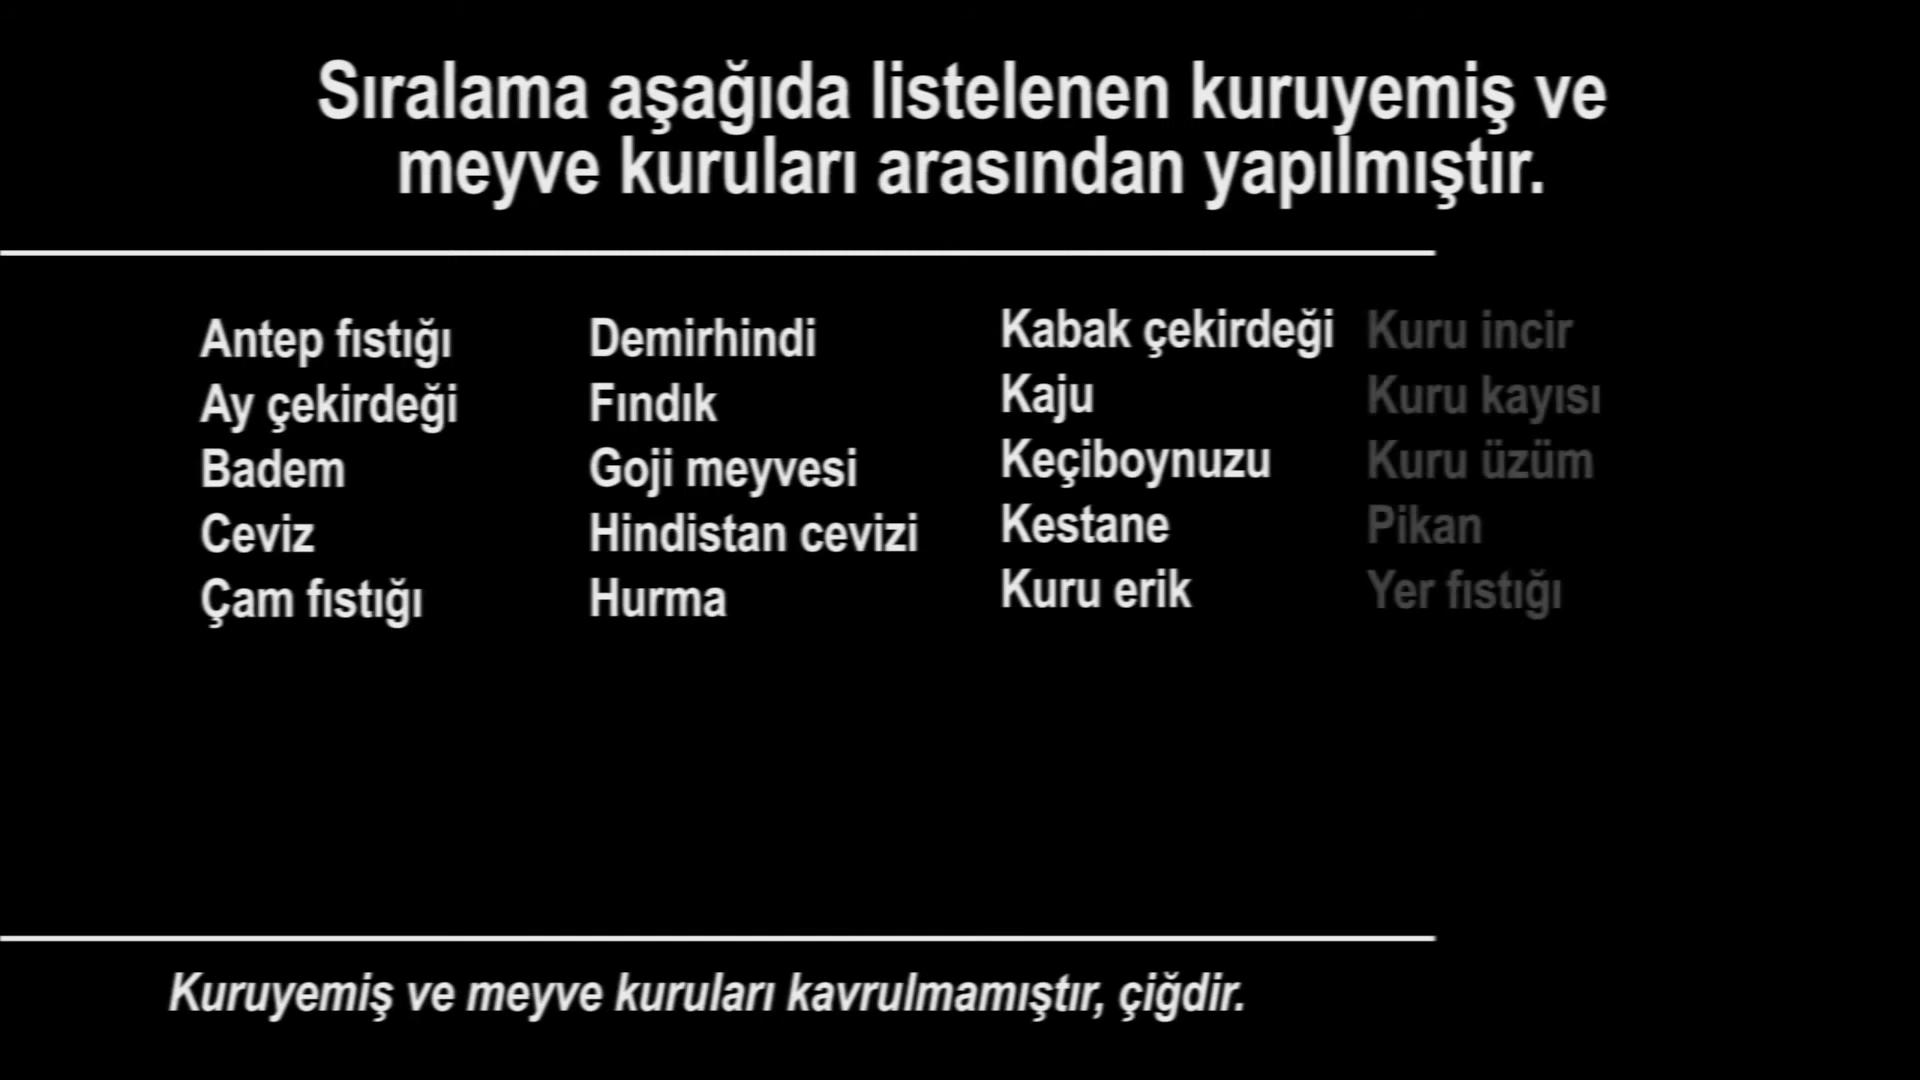 Sıralama aşağıda listelenen kuruyemiş ve
meyve kuruları arasından yapılmıştır.
Antep fıstığı
Ay çekirdeği
Badem
Ceviz
Çam fıstığı
Demirhindi
Fındık
Goji meyvesi
Hindistan cevizi
Hurma
Kabak çekirdeği
Kaju
Keçiboynuzu
Kestane
Kuru erik
Kuru incir
Kuru kayısı
Kuru üzüm
Pikan
Yer fıstığı
Kuruyemiş ve meyve kuruları kavrulmamıştır, çiğdir.